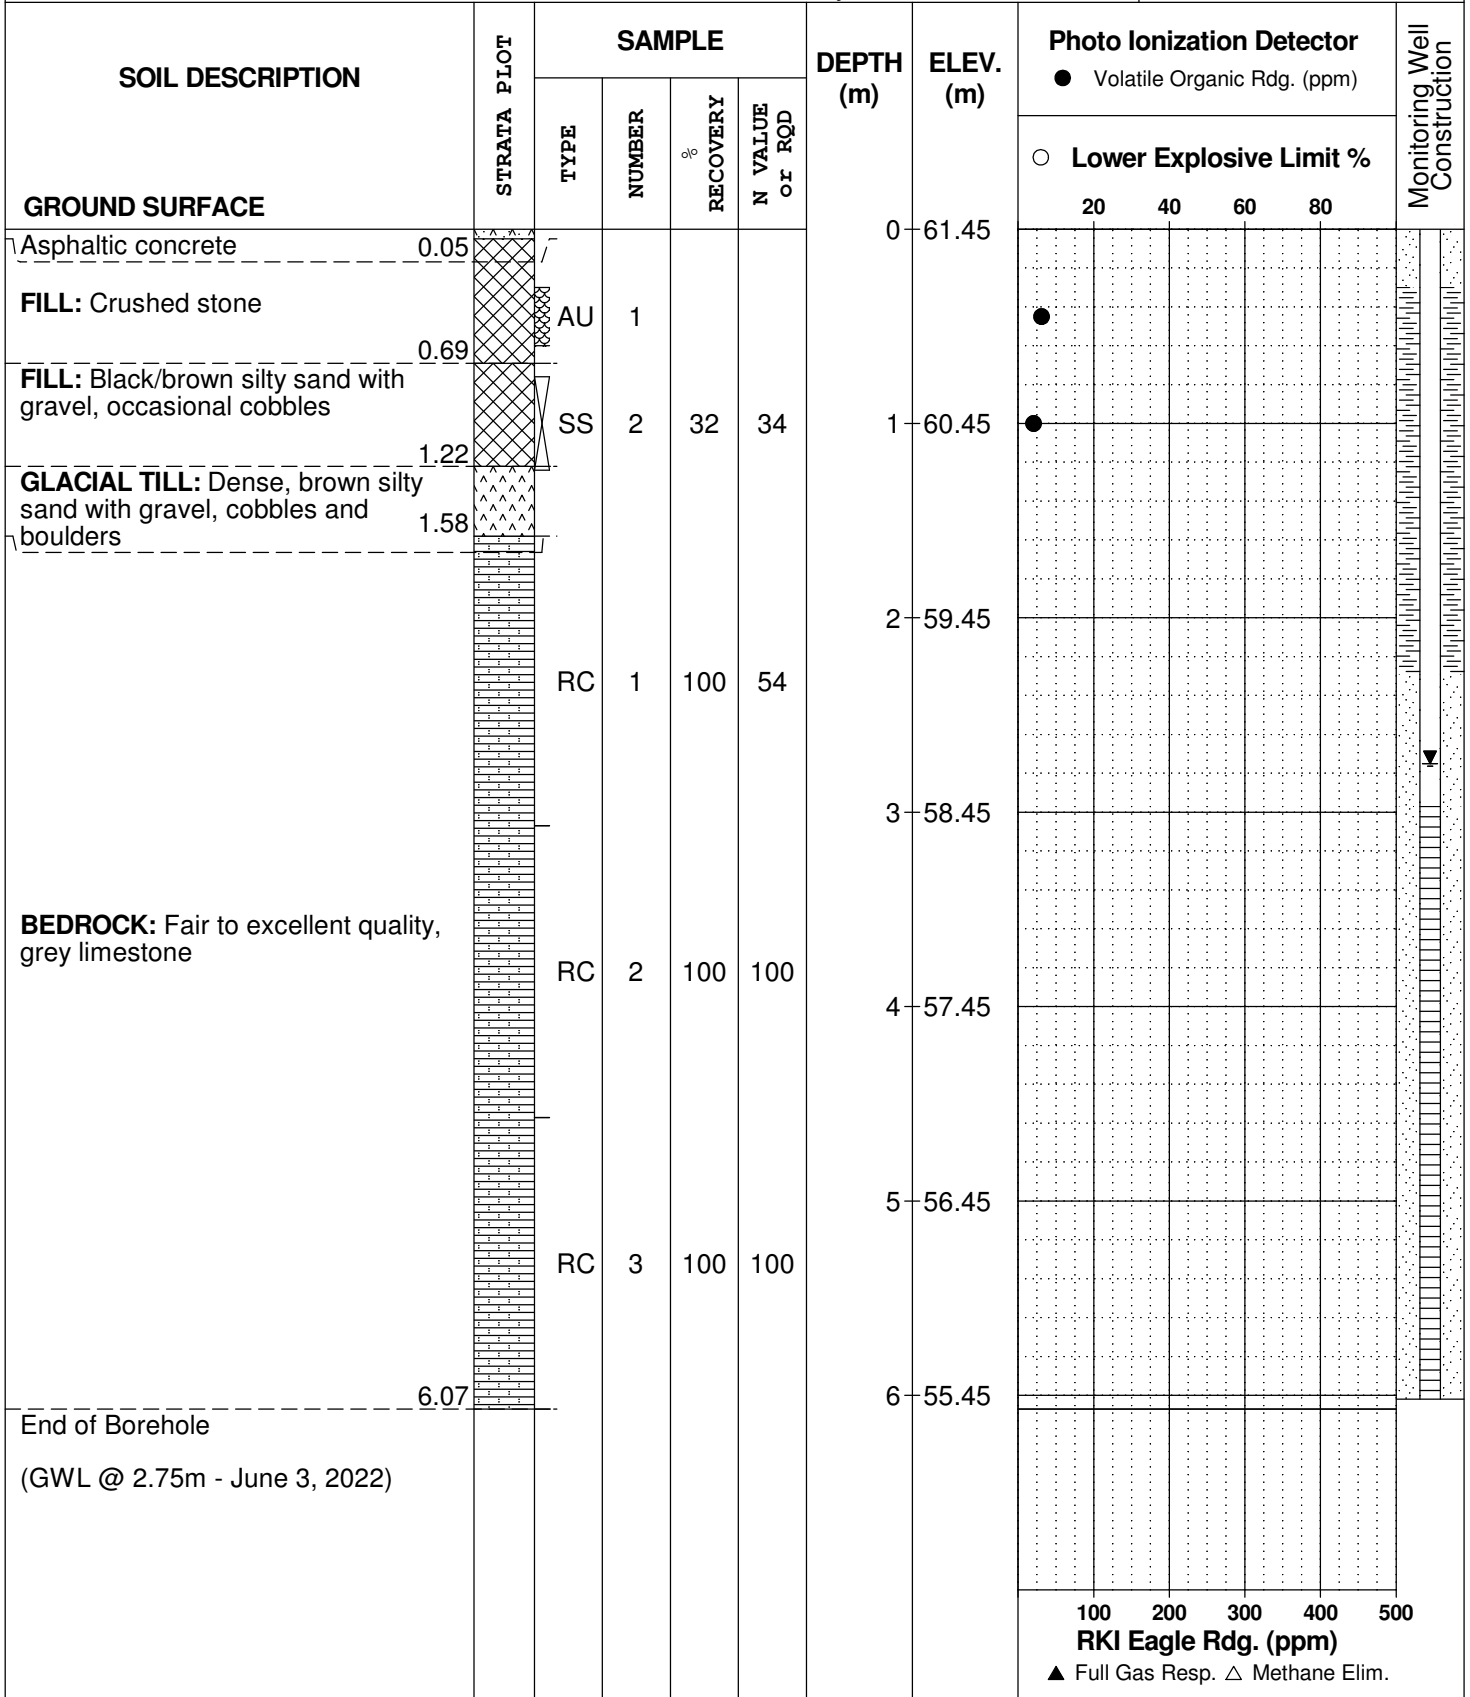 SOIL DESCRIPTION
GROUND SURFACE
STRATA PLOT
SAMPLE
TYPE
NUMBER
%
RECOVERY
N VALUE
or RQD
DEPTH
(m)
ELEV.
(m)
Photo Ionization Detector
● Volatile Organic Rdg. (ppm)
○ Lower Explosive Limit %
20 40 60 80
Monitoring Well
Construction
0 61.45
Asphaltic concrete 0.05
FILL: Crushed stone
AU 1
0.69
FILL: Black/brown silty sand with
gravel, occasional cobbles
SS 2 32 34
1 60.45
1.22
GLACIAL TILL: Dense, brown silty
sand with gravel, cobbles and
1.58
boulders
2 59.45
RC 1 100 54
3 58.45
BEDROCK: Fair to excellent quality,
grey limestone
RC 2 100 100
4 57.45
5 56.45
RC 3 100 100
6.07
6 55.45
End of Borehole
(GWL @ 2.75m - June 3, 2022)
100 200 300 400 500
RKI Eagle Rdg. (ppm)
▲ Full Gas Resp. △ Methane Elim.